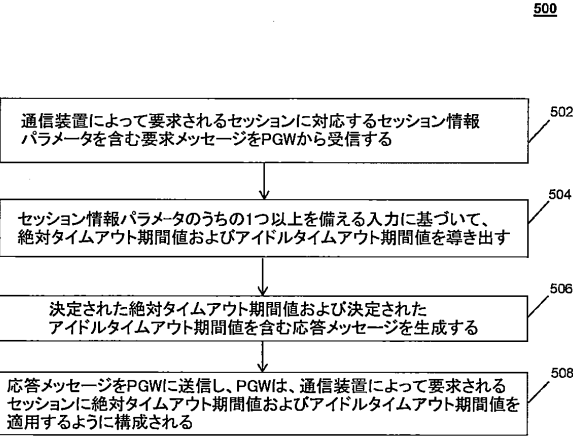 500
502
通信装置によって要求されるセッションに対応するセッション情報
パラメータを含む要求メッセージをPGWから受信する
504
セッション情報パラメータのうちの1つ以上を備える入力に基づいて、
絶対タイムアウト期間値およびアイドルタイムアウト期間値を導き出す
506
決定された絶対タイムアウト期間値および決定された
アイドルタイムアウト期間値を含む応答メッセージを生成する
508
応答メッセージをPGWに送信し、PGWは、通信装置によって要求される
セッションに絶対タイムアウト期間値およびアイドルタイムアウト期間値を
適用するように構成される